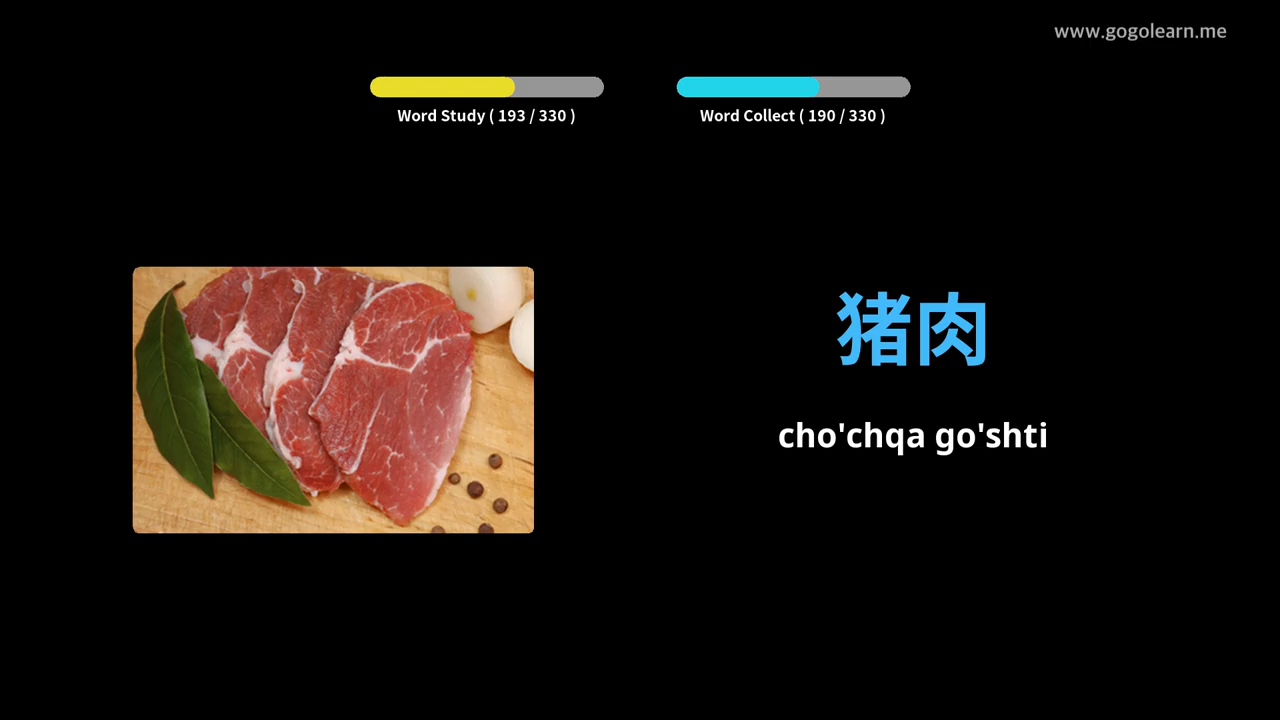 www.gogolearn.me
Word Study ( 193 / 330 )
Word Collect ( 190 / 330 )
猪肉
cho'chqa go'shti